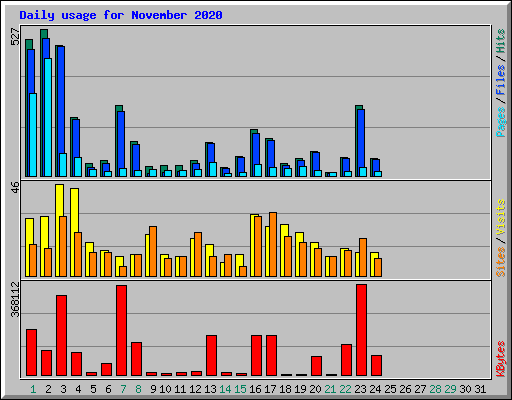 Daily usage for November 2020
527
Pages / Files / Hits
46
Sites / Visits
368112
KBytes
1 2 3 4 5 6 7 8 9 10 11 12 13 14 15 16 17 18 19 20 21 22 23 24 25 26 27 28 29 30 31